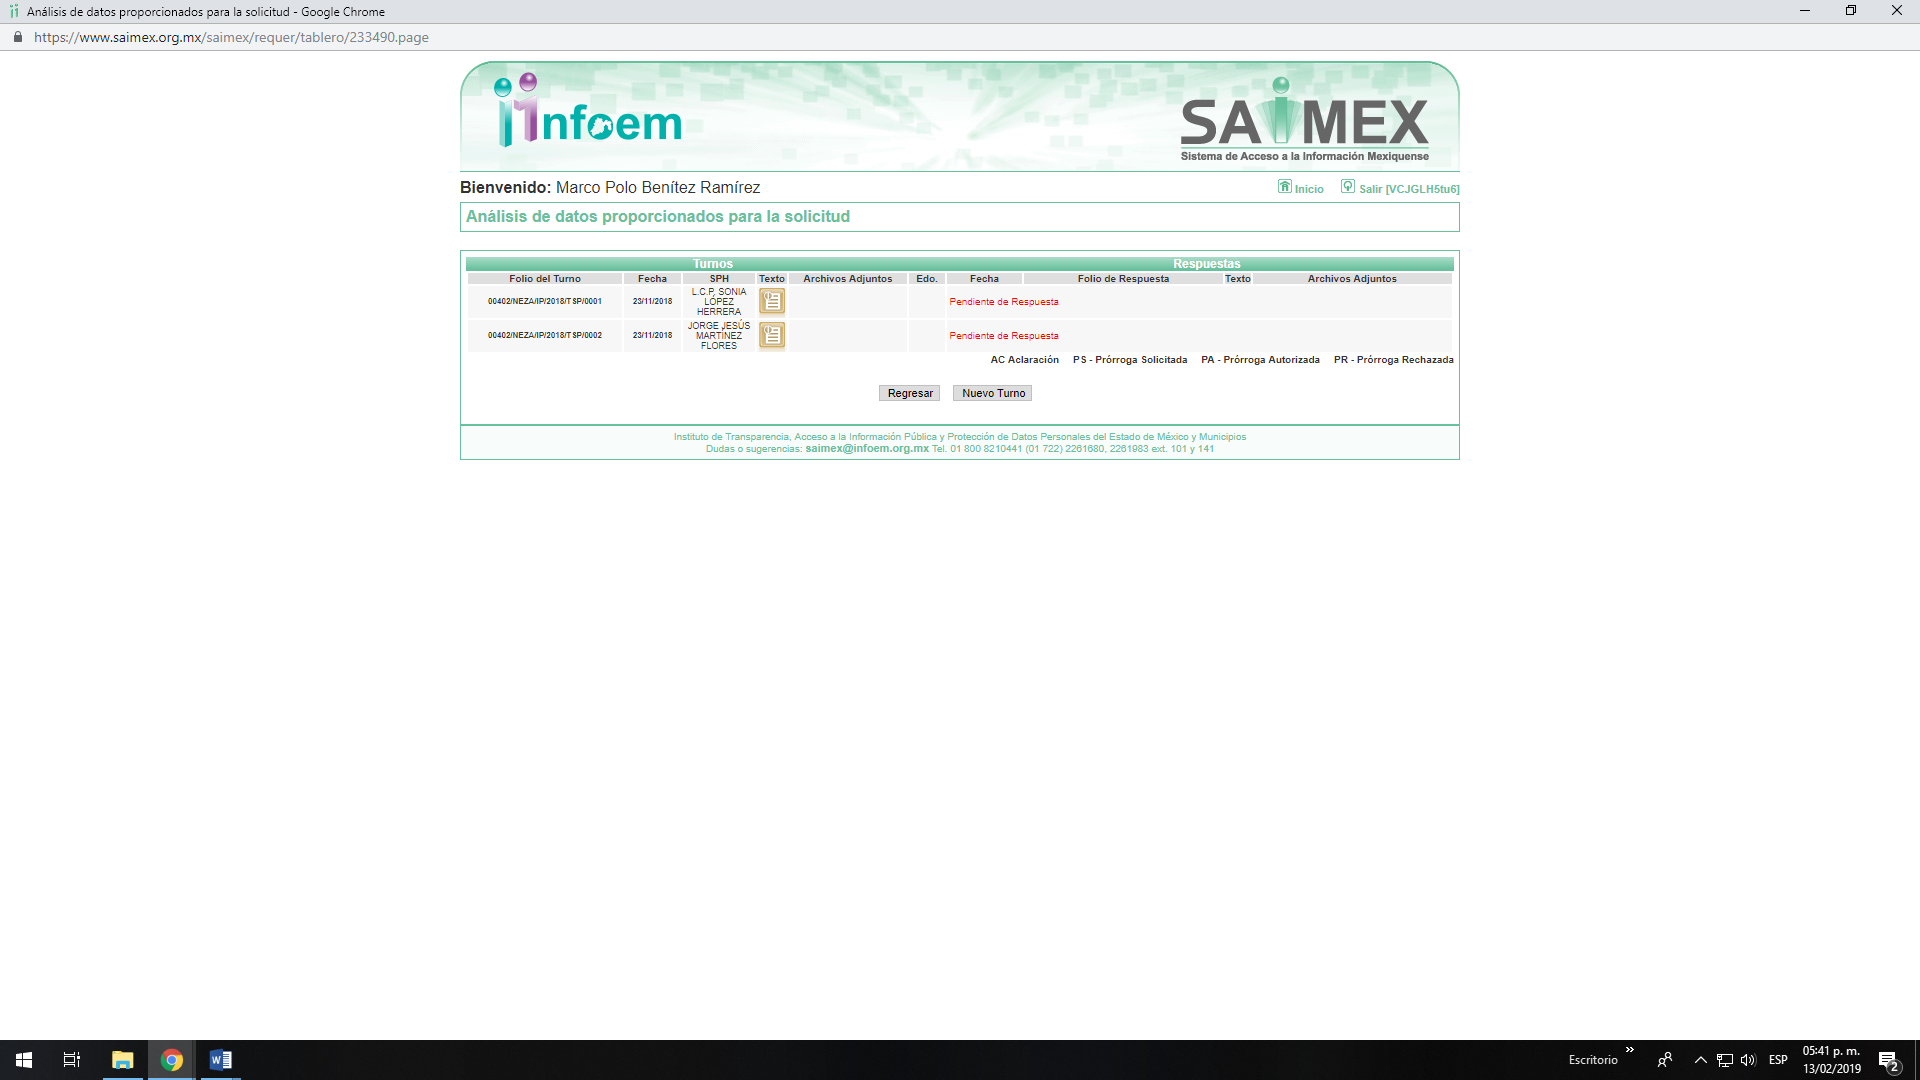 Análisis de datos proporcionados para la solicitud - Google Chrome
https://www.saimex.org.mx/saimex/requer/tablero/233490.page
infoem
SAIMEX
Sistema de Acceso a la Información Mexiquense
Bienvenido: Marco Polo Benítez Ramírez
Inicio Salir [VCJGLH5tu6]
Análisis de datos proporcionados para la solicitud
Turnos Respuestas
Folio del Turno Fecha SPH Texto Archivos Adjuntos Edo. Fecha Folio de Respuesta Texto Archivos Adjuntos
00402/NEZA/IP/2018/TSP/0001 23/11/2018 L.C.P. SONIA LÓPEZ HERRERA Pendiente de Respuesta
00402/NEZA/IP/2018/TSP/0002 23/11/2018 JORGE JESÚS MARTÍNEZ FLORES Pendiente de Respuesta
AC Aclaración PS - Prórroga Solicitada PA - Prórroga Autorizada PR - Prórroga Rechazada
Regresar Nuevo Turno
Instituto de Transparencia, Acceso a la Información Pública y Protección de Datos Personales del Estado de México y Municipios
Dudas o sugerencias: saimex@infoem.org.mx Tel. 01 800 8210441 (01 722) 2261680, 2261983 ext. 101 y 141
Escritorio » ESP 05:41 p. m.
13/02/2019 2